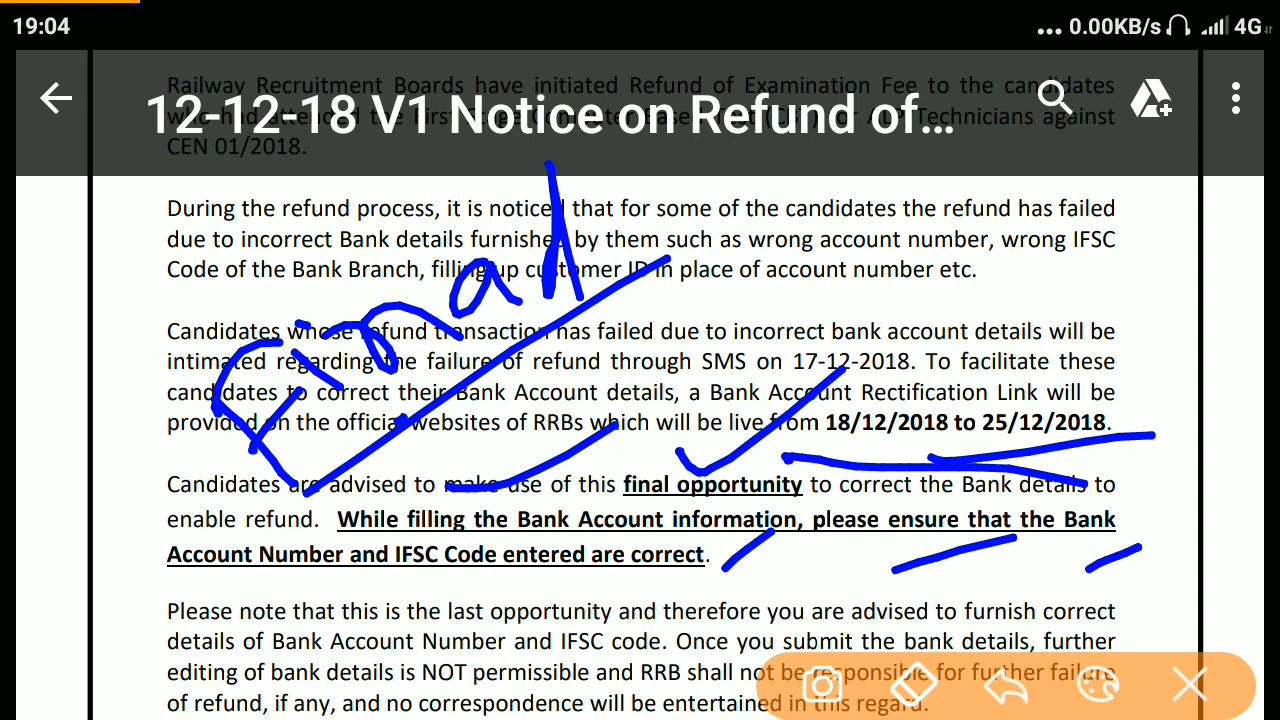 19:04
... 0.00KB/s 4G
Railway Recruitment Boards have initiated Refund of Examination Fee to the candidates
12-12-18 V1 Notice on Refund of...
who had attended the First Stage Computer Based Test (CBT) for ALP Technicians against
CEN 01/2018.
During the refund process, it is noticed that for some of the candidates the refund has failed
due to incorrect Bank details furnished by them such as wrong account number, wrong IFSC
Code of the Bank Branch, filling up customer ID in place of account number etc.
Final
Candidates whose refund transaction has failed due to incorrect bank account details will be
intimated regarding the failure of refund through SMS on 17-12-2018. To facilitate these
candidates to correct their Bank Account details, a Bank Account Rectification Link will be
provided on the official websites of RRBs which will be live from 18/12/2018 to 25/12/2018.
Candidates are advised to make use of this final opportunity to correct the Bank details to
enable refund. While filling the Bank Account information, please ensure that the Bank
Account Number and IFSC Code entered are correct.
Please note that this is the last opportunity and therefore you are advised to furnish correct
details of Bank Account Number and IFSC code. Once you submit the bank details, further
editing of bank details is NOT permissible and RRB shall not be responsible for further failure
of refund, if any, and no correspondence will be entertained in this regard.